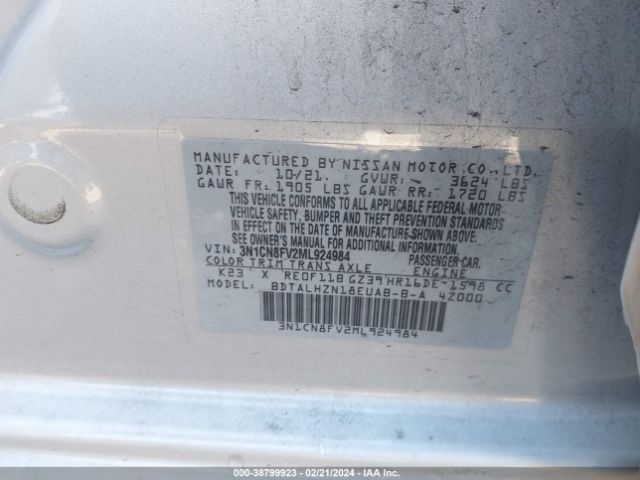 MANUFACTURED BY NISSAN MOTOR CO., LTD.
DATE: 10/21. GVWR: 3624 LBS
GAWR FR: 1905 LBS GAWR RR: 1720 LBS
THIS VEHICLE CONFORMS TO ALL APPLICABLE FEDERAL MOTOR
VEHICLE SAFETY, BUMPER AND THEFT PREVENTION STANDARDS
IN EFFECT ON THE DATE OF MANUFACTURE SHOWN ABOVE.
SEE OWNER'S MANUAL FOR ADDITIONAL INFORMATION.
VIN: 3N1CN8FV2ML924984 PASSENGER CAR
COLOR TRIM TRANS AXLE ENGINE
K23 X RE0F11B GZ39 HR16DE 1598 CC
MODEL: BDTALHZN18EUAB-B-A 4Z000
3N1CN8FV2ML924984
000-38799923 - 02/21/2024 - IAA Inc.